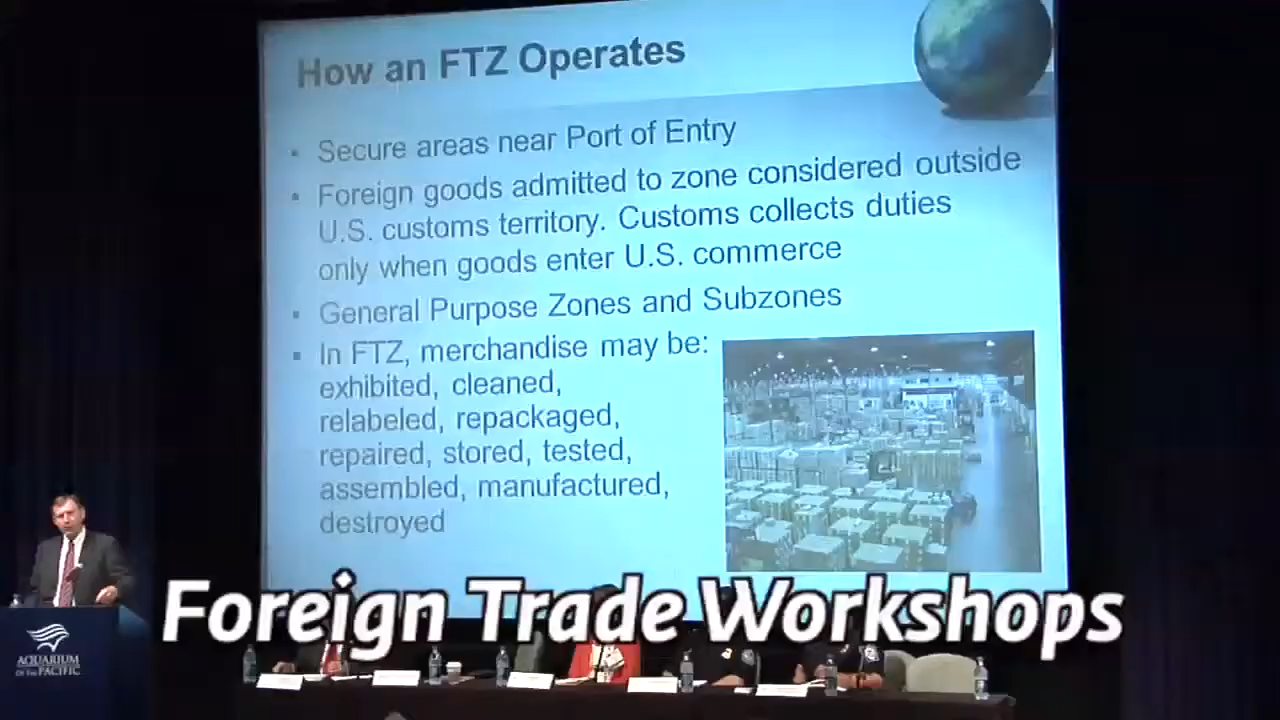 How an FTZ Operates
▪ Secure areas near Port of Entry
▪ Foreign goods admitted to zone considered outside
U.S. customs territory. Customs collects duties
only when goods enter U.S. commerce
▪ General Purpose Zones and Subzones
▪ In FTZ, merchandise may be:
exhibited, cleaned,
relabeled, repackaged,
repaired, stored, tested,
assembled, manufactured,
destroyed
Foreign Trade Workshops
AQUARIUM
OF THE PACIFIC